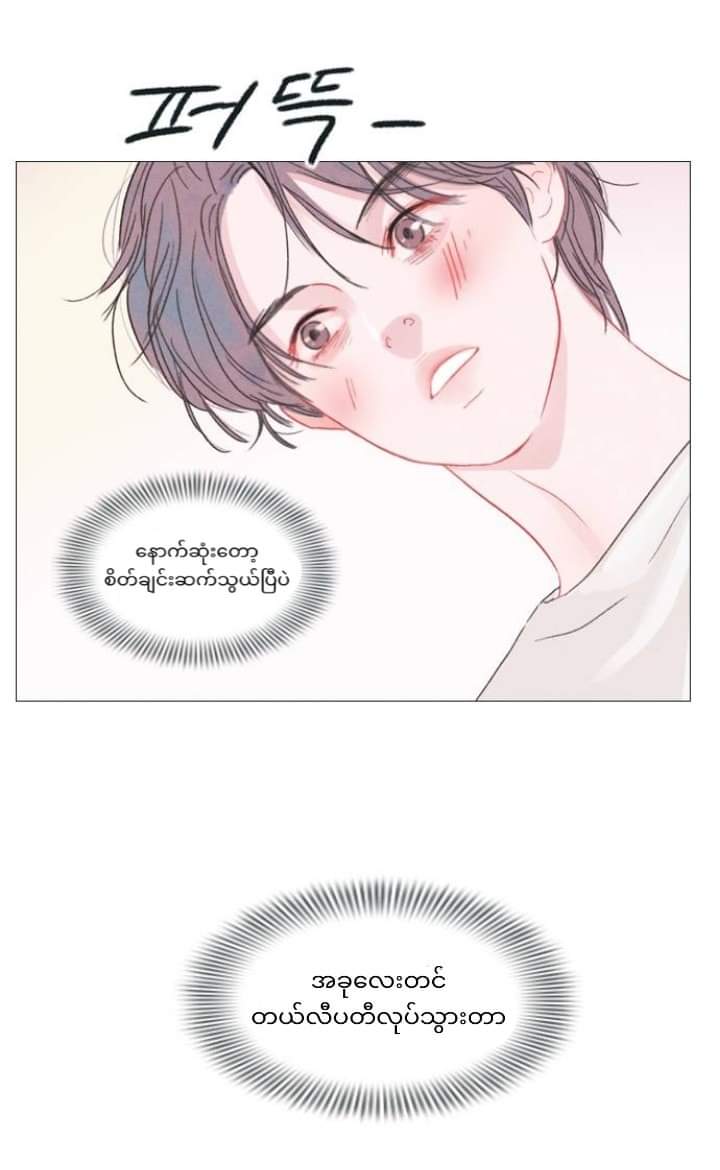 퍼뜩-
နောက်ဆုံးတော့
စိတ်ချင်းဆက်သွယ်ပြီပဲ
အခုလေးတင်
တယ်လီပတီလုပ်သွားတာ